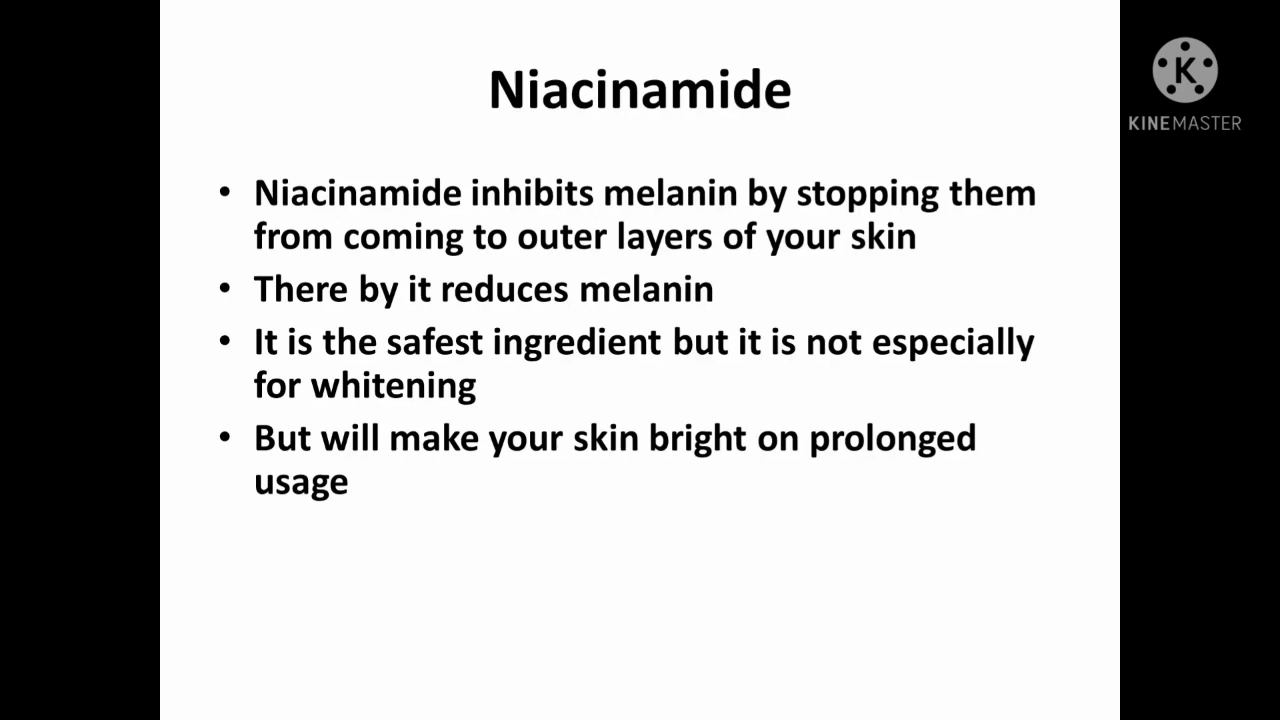 Niacinamide
K
KINEMASTER
• Niacinamide inhibits melanin by stopping them
from coming to outer layers of your skin
• There by it reduces melanin
• It is the safest ingredient but it is not especially
for whitening
• But will make your skin bright on prolonged
usage